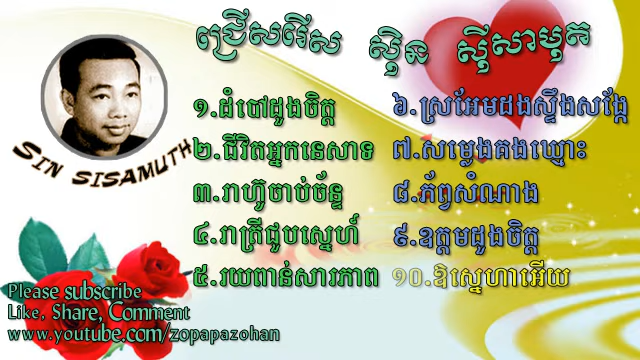 ជ្រើសរើស ស៊ិន ស៊ីសាមុត
SIN SISAMUTH
១.ដំបៅដួងចិត្ត
២.ជីវិតអ្នកនេសាទ
៣.រាហ៊ូចាប់ច័ន្ទ
៤.រាត្រីជួបស្នេហ៍
៥.រយពាន់សារភាព
៦.ស្រអែមដងស្ទឹងសង្កែ
៧.សម្លេងគងឃ្មោះ
៨.ភ័ព្វសំណាង
៩.ឧត្តមដួងចិត្ត
១០.ឱស្នេហាអើយ
Please subscribe
Like, Share, Comment
www.youtube.com/zopapazohan